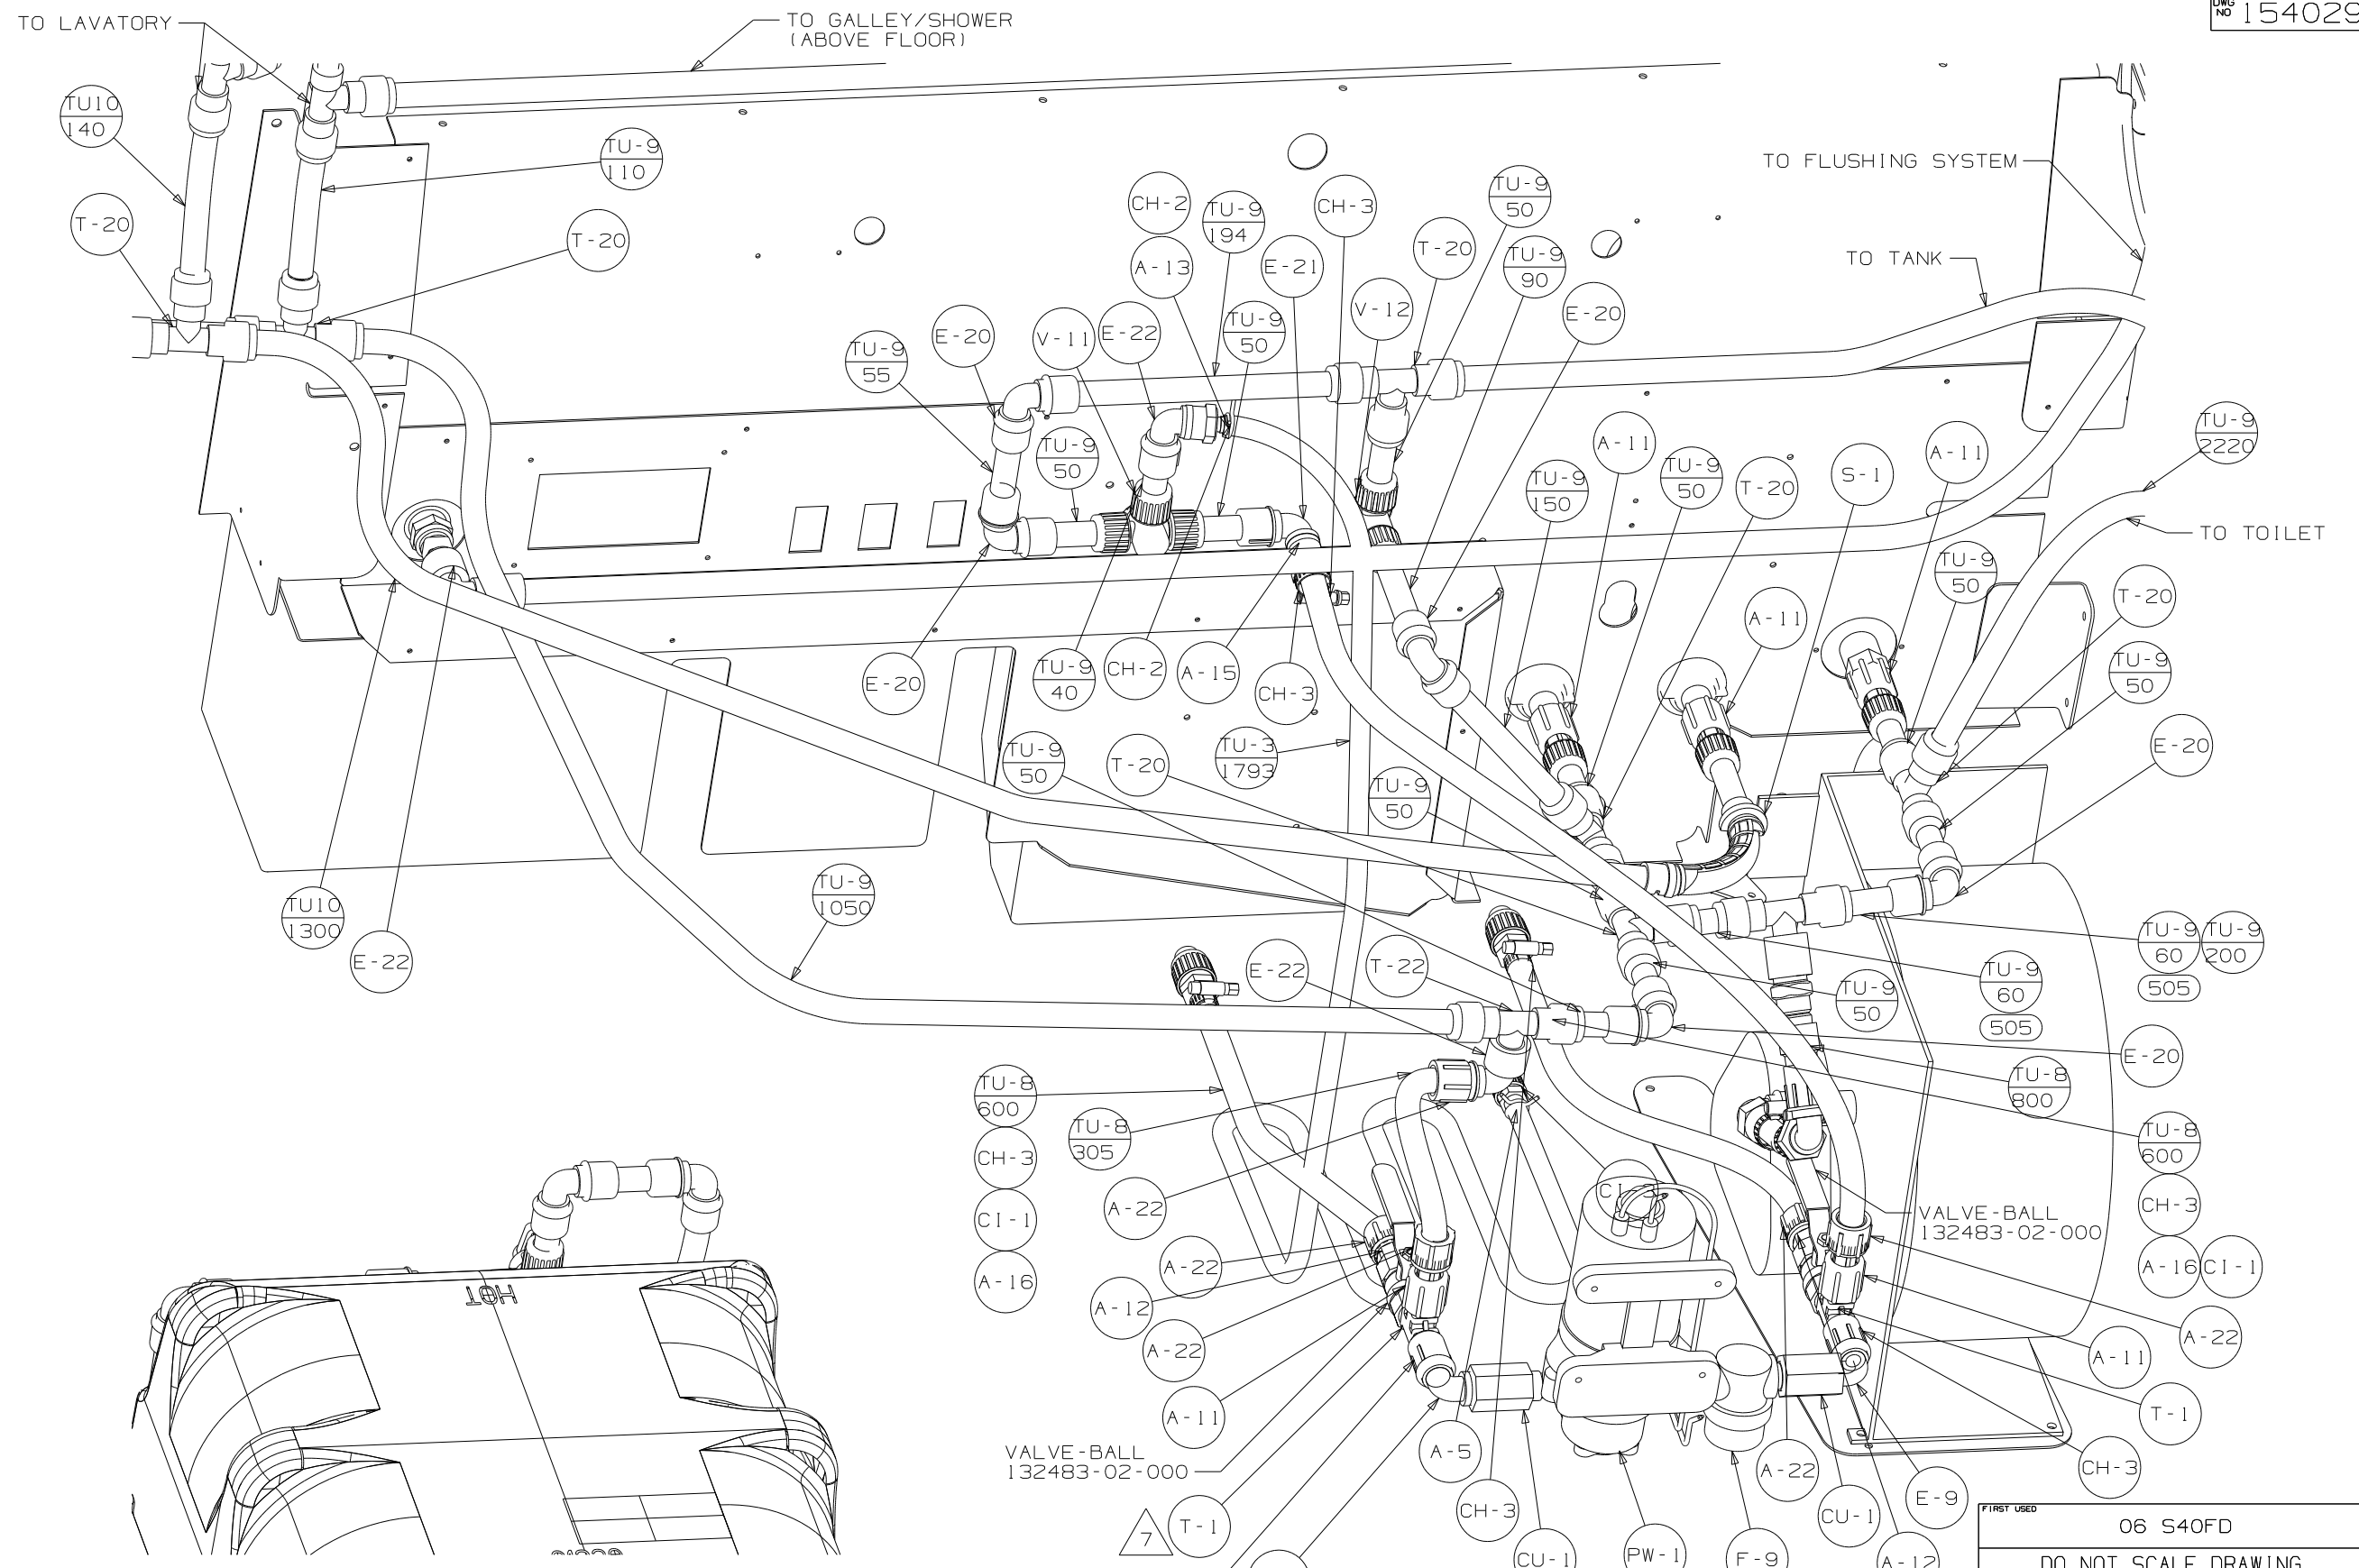 DWG
NO 154029
TO LAVATORY
TO GALLEY/SHOWER
(ABOVE FLOOR)
TU10
140
TU-9
110
TO FLUSHING SYSTEM
T-20
T-20
CH-2
TU-9
194
CH-3
TU-9
50
A-13
E-21
T-20
TU-9
90
TO TANK
E-20
V-11
E-22
TU-9
50
V-12
E-20
TU-9
55
TU-9
50
A-11
TU-9
150
TU-9
50
T-20
S-1
A-11
TU-9
2220
TO TOILET
TU-9
50
T-20
A-11
TU-9
50
E-20
TU-9
40
CH-2
A-15
CH-3
TU-9
50
T-20
TU-3
1793
TU-9
50
E-20
TU10
1300
E-22
TU-9
1050
E-22
T-22
TU-9
50
TU-9
60
505
TU-9
60
TU-9
200
505
E-20
TU-8
600
CH-3
CI-1
A-16
TU-8
305
A-22
TU-8
800
TU-8
600
CH-3
A-16
CI-1
VALVE-BALL
132483-02-000
A-22
A-12
A-22
A-11
VALVE-BALL
132483-02-000
7
T-1
A-5
CH-3
CU-1
PW-1
F-9
A-22
CU-1
A-12
E-9
CH-3
T-1
A-11
A-22
HOT
FIRST USED
06 S40FD
DO NOT SCALE DRAWING